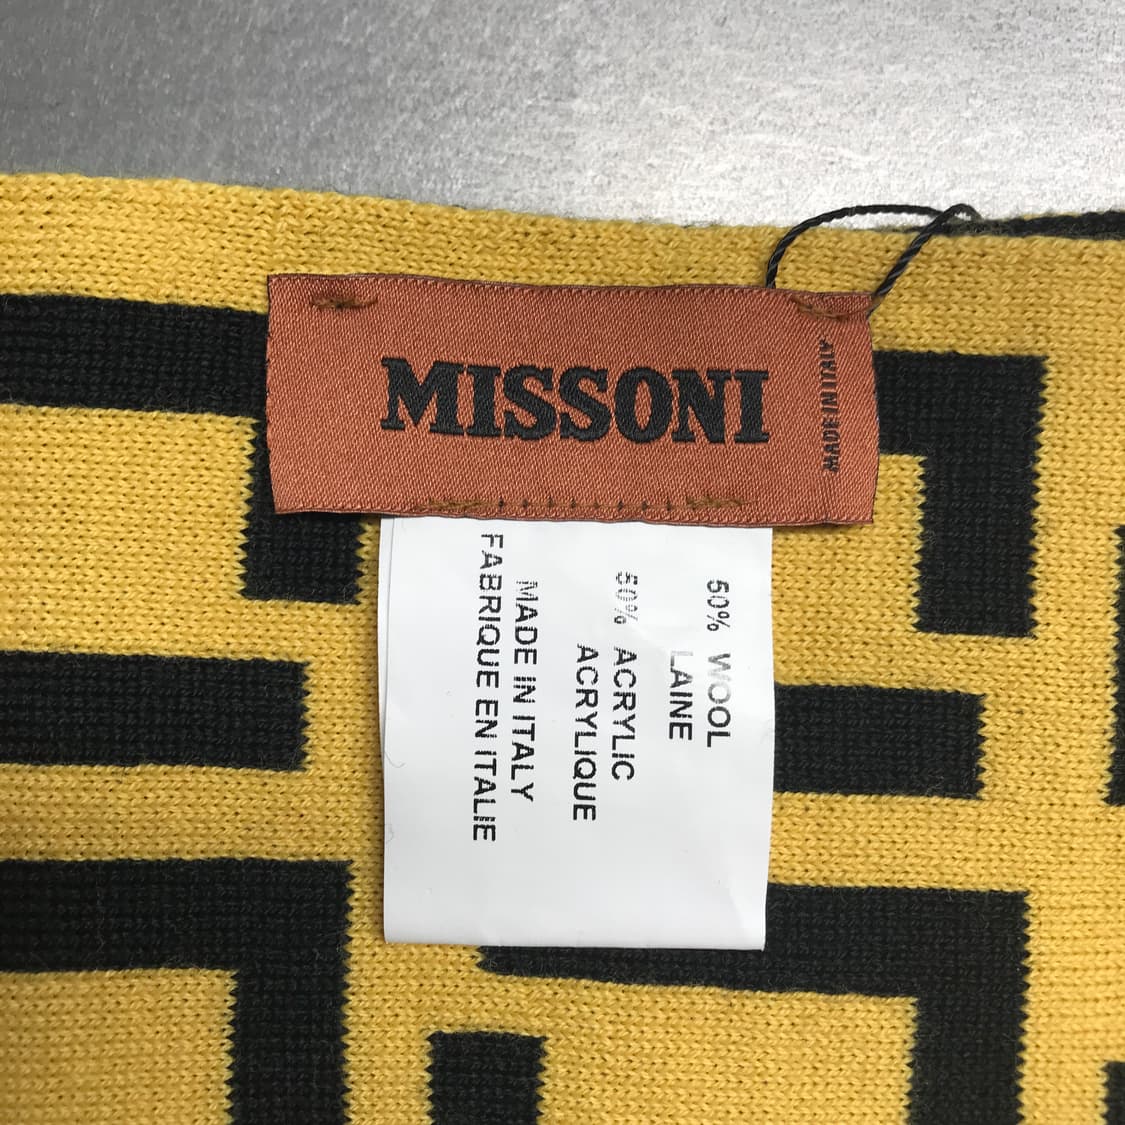 MISSONI
MADE IN ITALY
50% WOOL
LAINE
50% ACRYLIC
ACRYLIQUE
MADE IN ITALY
FABRIQUE EN ITALIE